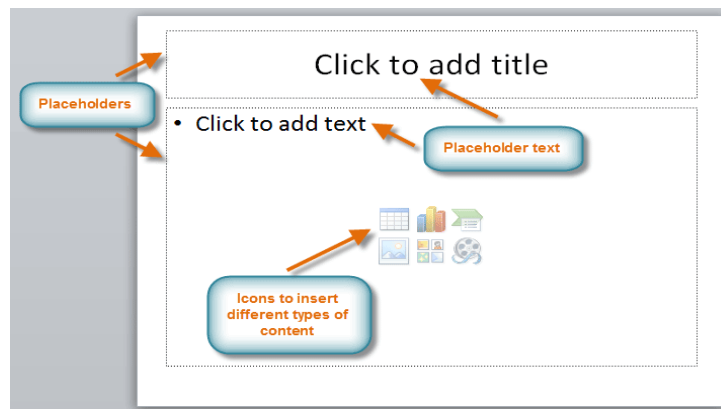 Click to add title
Placeholders
• Click to add text
Placeholder text
Icons to insert
different types of
content